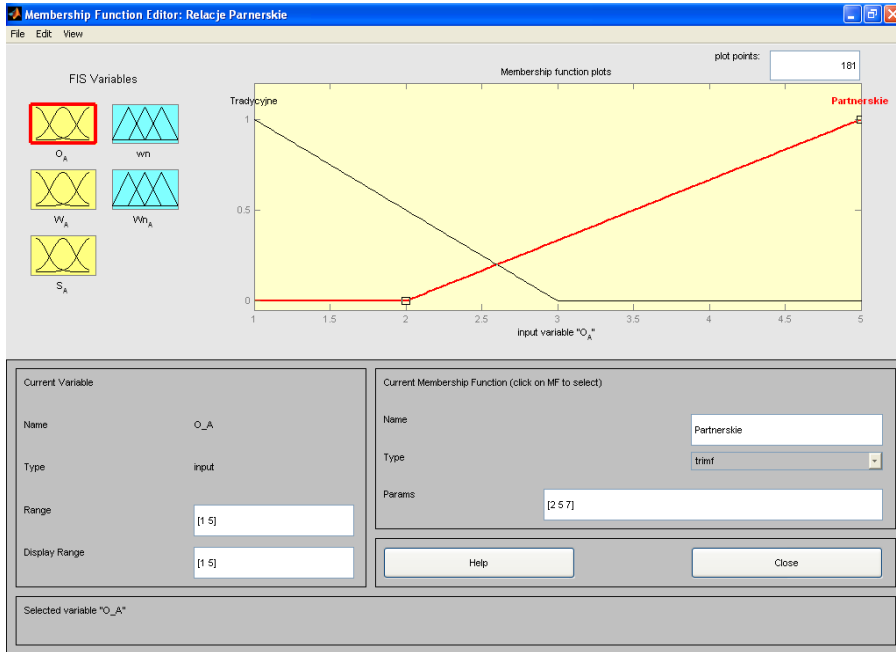 Membership Function Editor: Relacje Parnerskie
File Edit View
FIS Variables
O_A
wn
W_A
Wn_A
S_A
plot points:
181
Membership function plots
Tradycyjne
Partnerskie
1
0.5
0
1 1.5 2 2.5 3 3.5 4 4.5 5
input variable "O_A"
Current Variable
Name O_A
Type input
Range [1 5]
Display Range [1 5]
Current Membership Function (click on MF to select)
Name Partnerskie
Type trimf
Params [2 5 7]
Help Close
Selected variable "O_A"